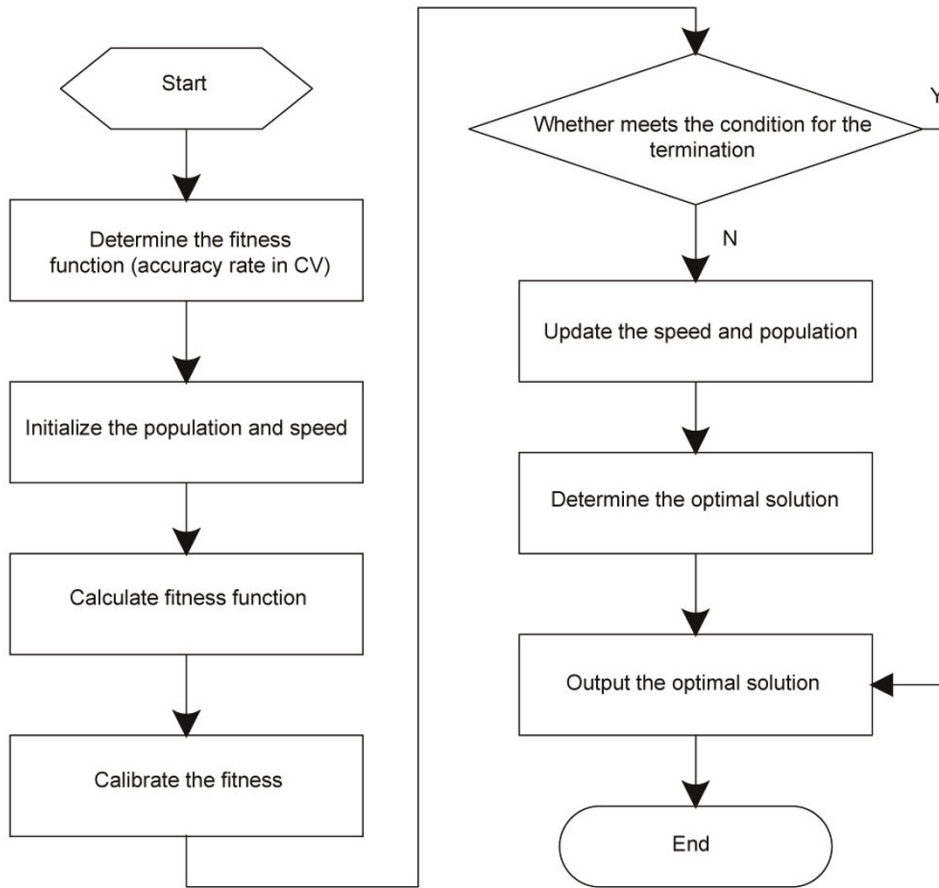 Start
Determine the fitness
function (accuracy rate in CV)
Initialize the population and speed
Calculate fitness function
Calibrate the fitness
Whether meets the condition for the
termination
Y
N
Update the speed and population
Determine the optimal solution
Output the optimal solution
End